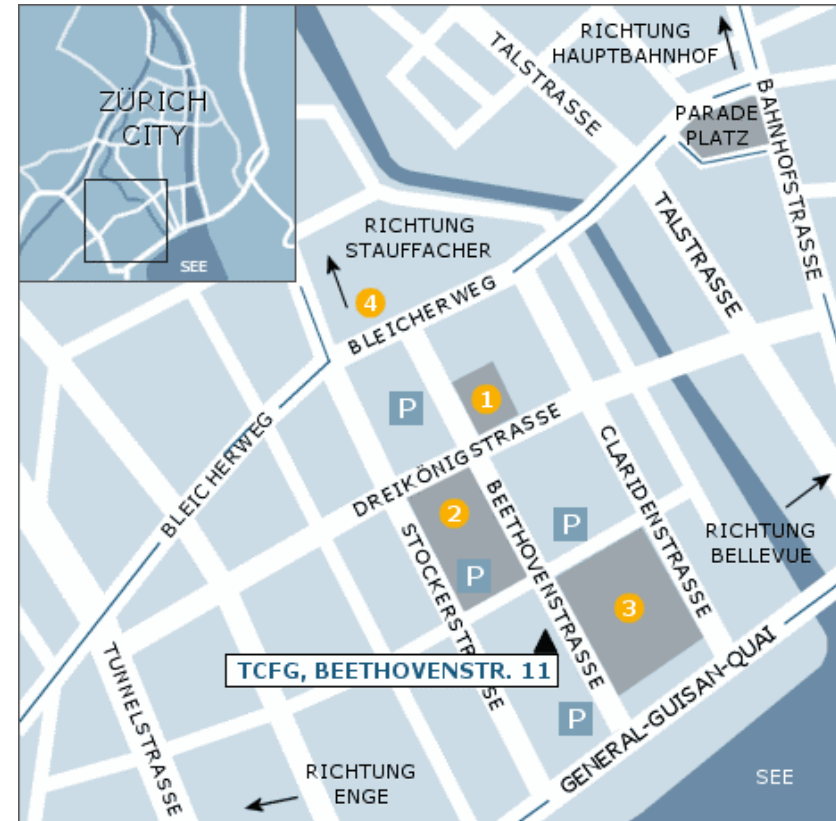 ZÜRICH
CITY
SEE
RICHTUNG
HAUPTBAHNHOF
TALSTRASSE
PARADE
PLATZ
BAHNHOFSTRASSE
RICHTUNG
STAUFFACHER
TALSTRASSE
4
BLEICHERWEG
P
1
DREIKÖNIGSTRASSE
CLARIDENSTRASSE
BLEICHERWEG
2
BEETHOVENSTRASSE
P
RICHTUNG
BELLEVUE
STOCKERSTRASSE
P
3
TCFG, BEETHOVENSTR. 11
TUNNELSTRASSE
P
GENERAL-GUISAN-QUAI
RICHTUNG
ENGE
SEE